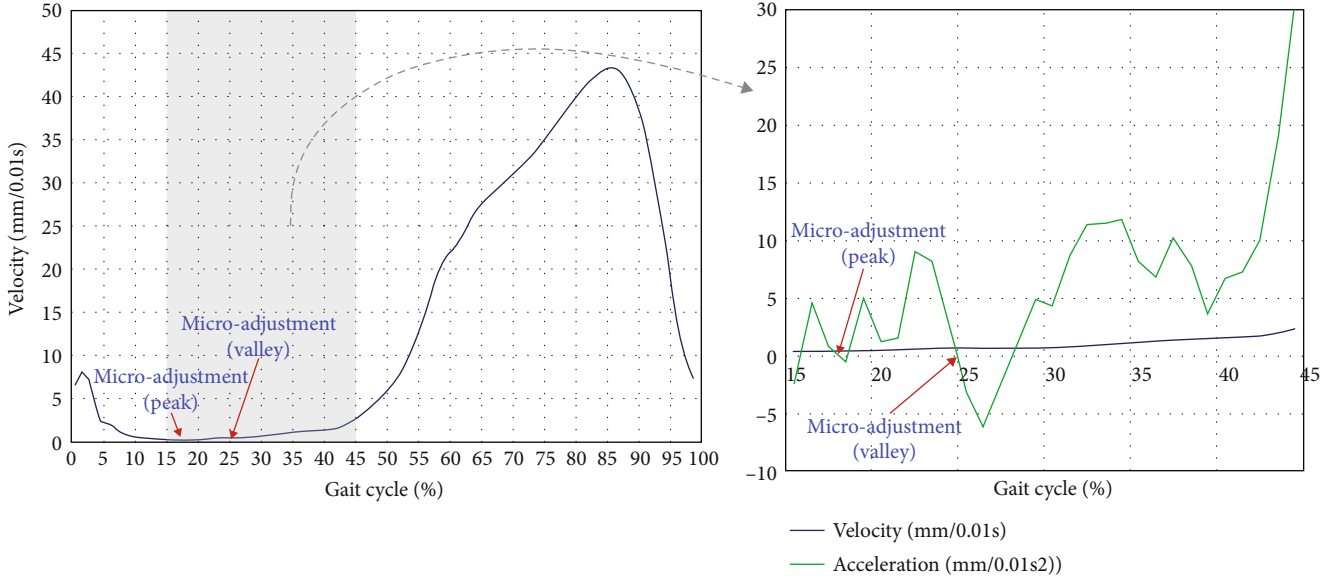 50
45
40
35
30
25
20
15
10
5
0
Velocity (mm/0.01s)
Micro-adjustment
(valley)
Micro-adjustment
(peak)
0 5 10 15 20 25 30 35 40 45 50 55 60 65 70 75 80 85 90 95 100
Gait cycle (%)
30
25
20
15
10
5
0
−5
−10
Micro-adjustment
(peak)
15 20 25 30 35 40 45
Micro-adjustment
(valley)
Gait cycle (%)
Velocity (mm/0.01s)
Acceleration (mm/0.01s2))